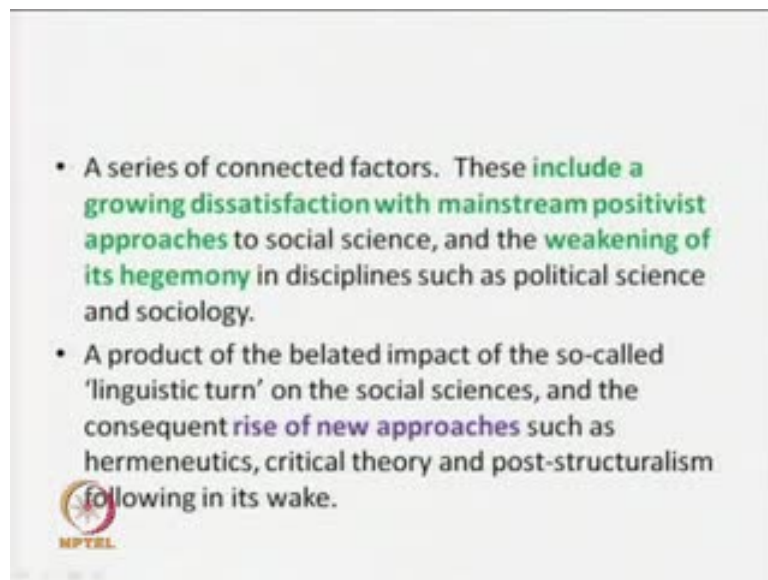 • A series of connected factors.  These include a
growing dissatisfaction with mainstream positivist
approaches to social science, and the weakening of
its hegemony in disciplines such as political science
and sociology.
• A product of the belated impact of the so-called
'linguistic turn' on the social sciences, and the
consequent rise of new approaches such as
hermeneutics, critical theory and post-structuralism
following in its wake.
NPTEL